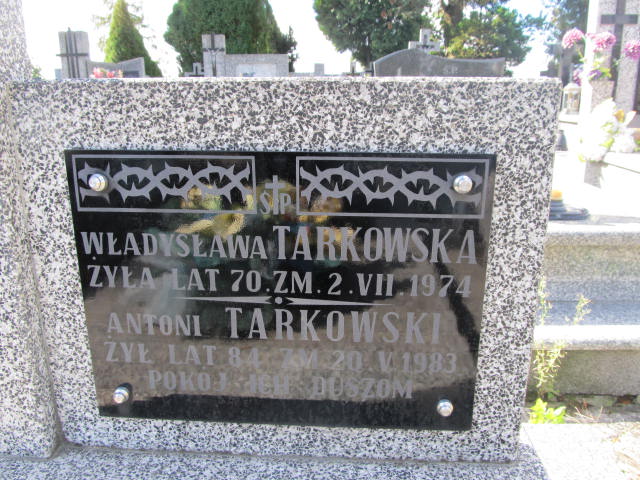 Ś P
WŁADYSŁAWA TARKOWSKA
ŻYŁA LAT 70. ZM. 2. VII. 1974
ANTONI TARKOWSKI
ŻYŁ LAT 84. ZM. 20. V. 1983
POKÓJ ICH DUSZOM